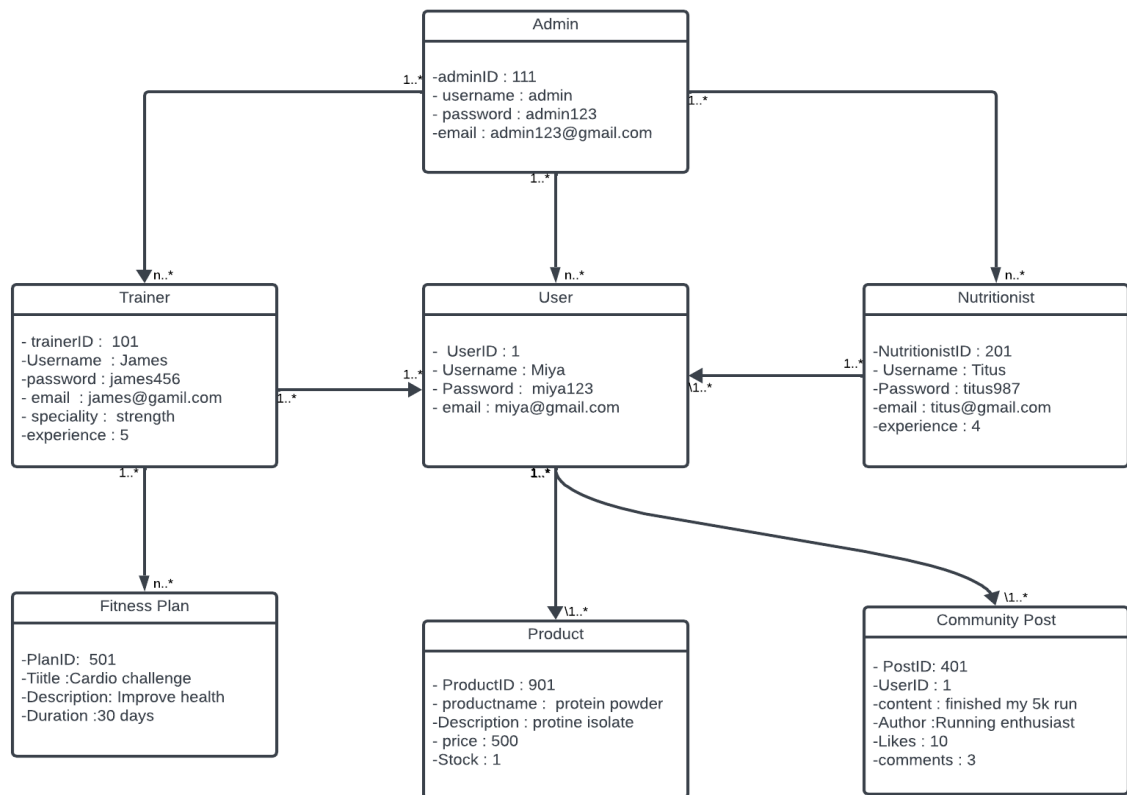 Admin
-adminID : 111
- username : admin
- password : admin123
-email : admin123@gmail.com
1..*
1..*
1..*
n..*
n..*
n..*
Trainer
- trainerID :  101
-Username  : James
-password : james456
- email  : james@gamil.com
- speciality :  strength
-experience : 5
1..*
1..*
User
-  UserID : 1
- Username : Miya
- Password :  miya123
- email : miya@gmail.com
\1..*
1..*
Nutritionist
-NutritionistID : 201
- Username : Titus
-Password : titus987
-email : titus@gmail.com
-experience : 4
1..*
1..*
n..*
\1..*
\1..*
Fitness Plan
-PlanID:  501
-Tiitle :Cardio challenge
-Description: Improve health
-Duration :30 days
Product
- ProductID : 901
- productname :  protein powder
-Description : protine isolate
- price : 500
-Stock : 1
Community Post
- PostID: 401
-UserID : 1
-content : finished my 5k run
-Author :Running enthusiast
-Likes : 10
-comments : 3